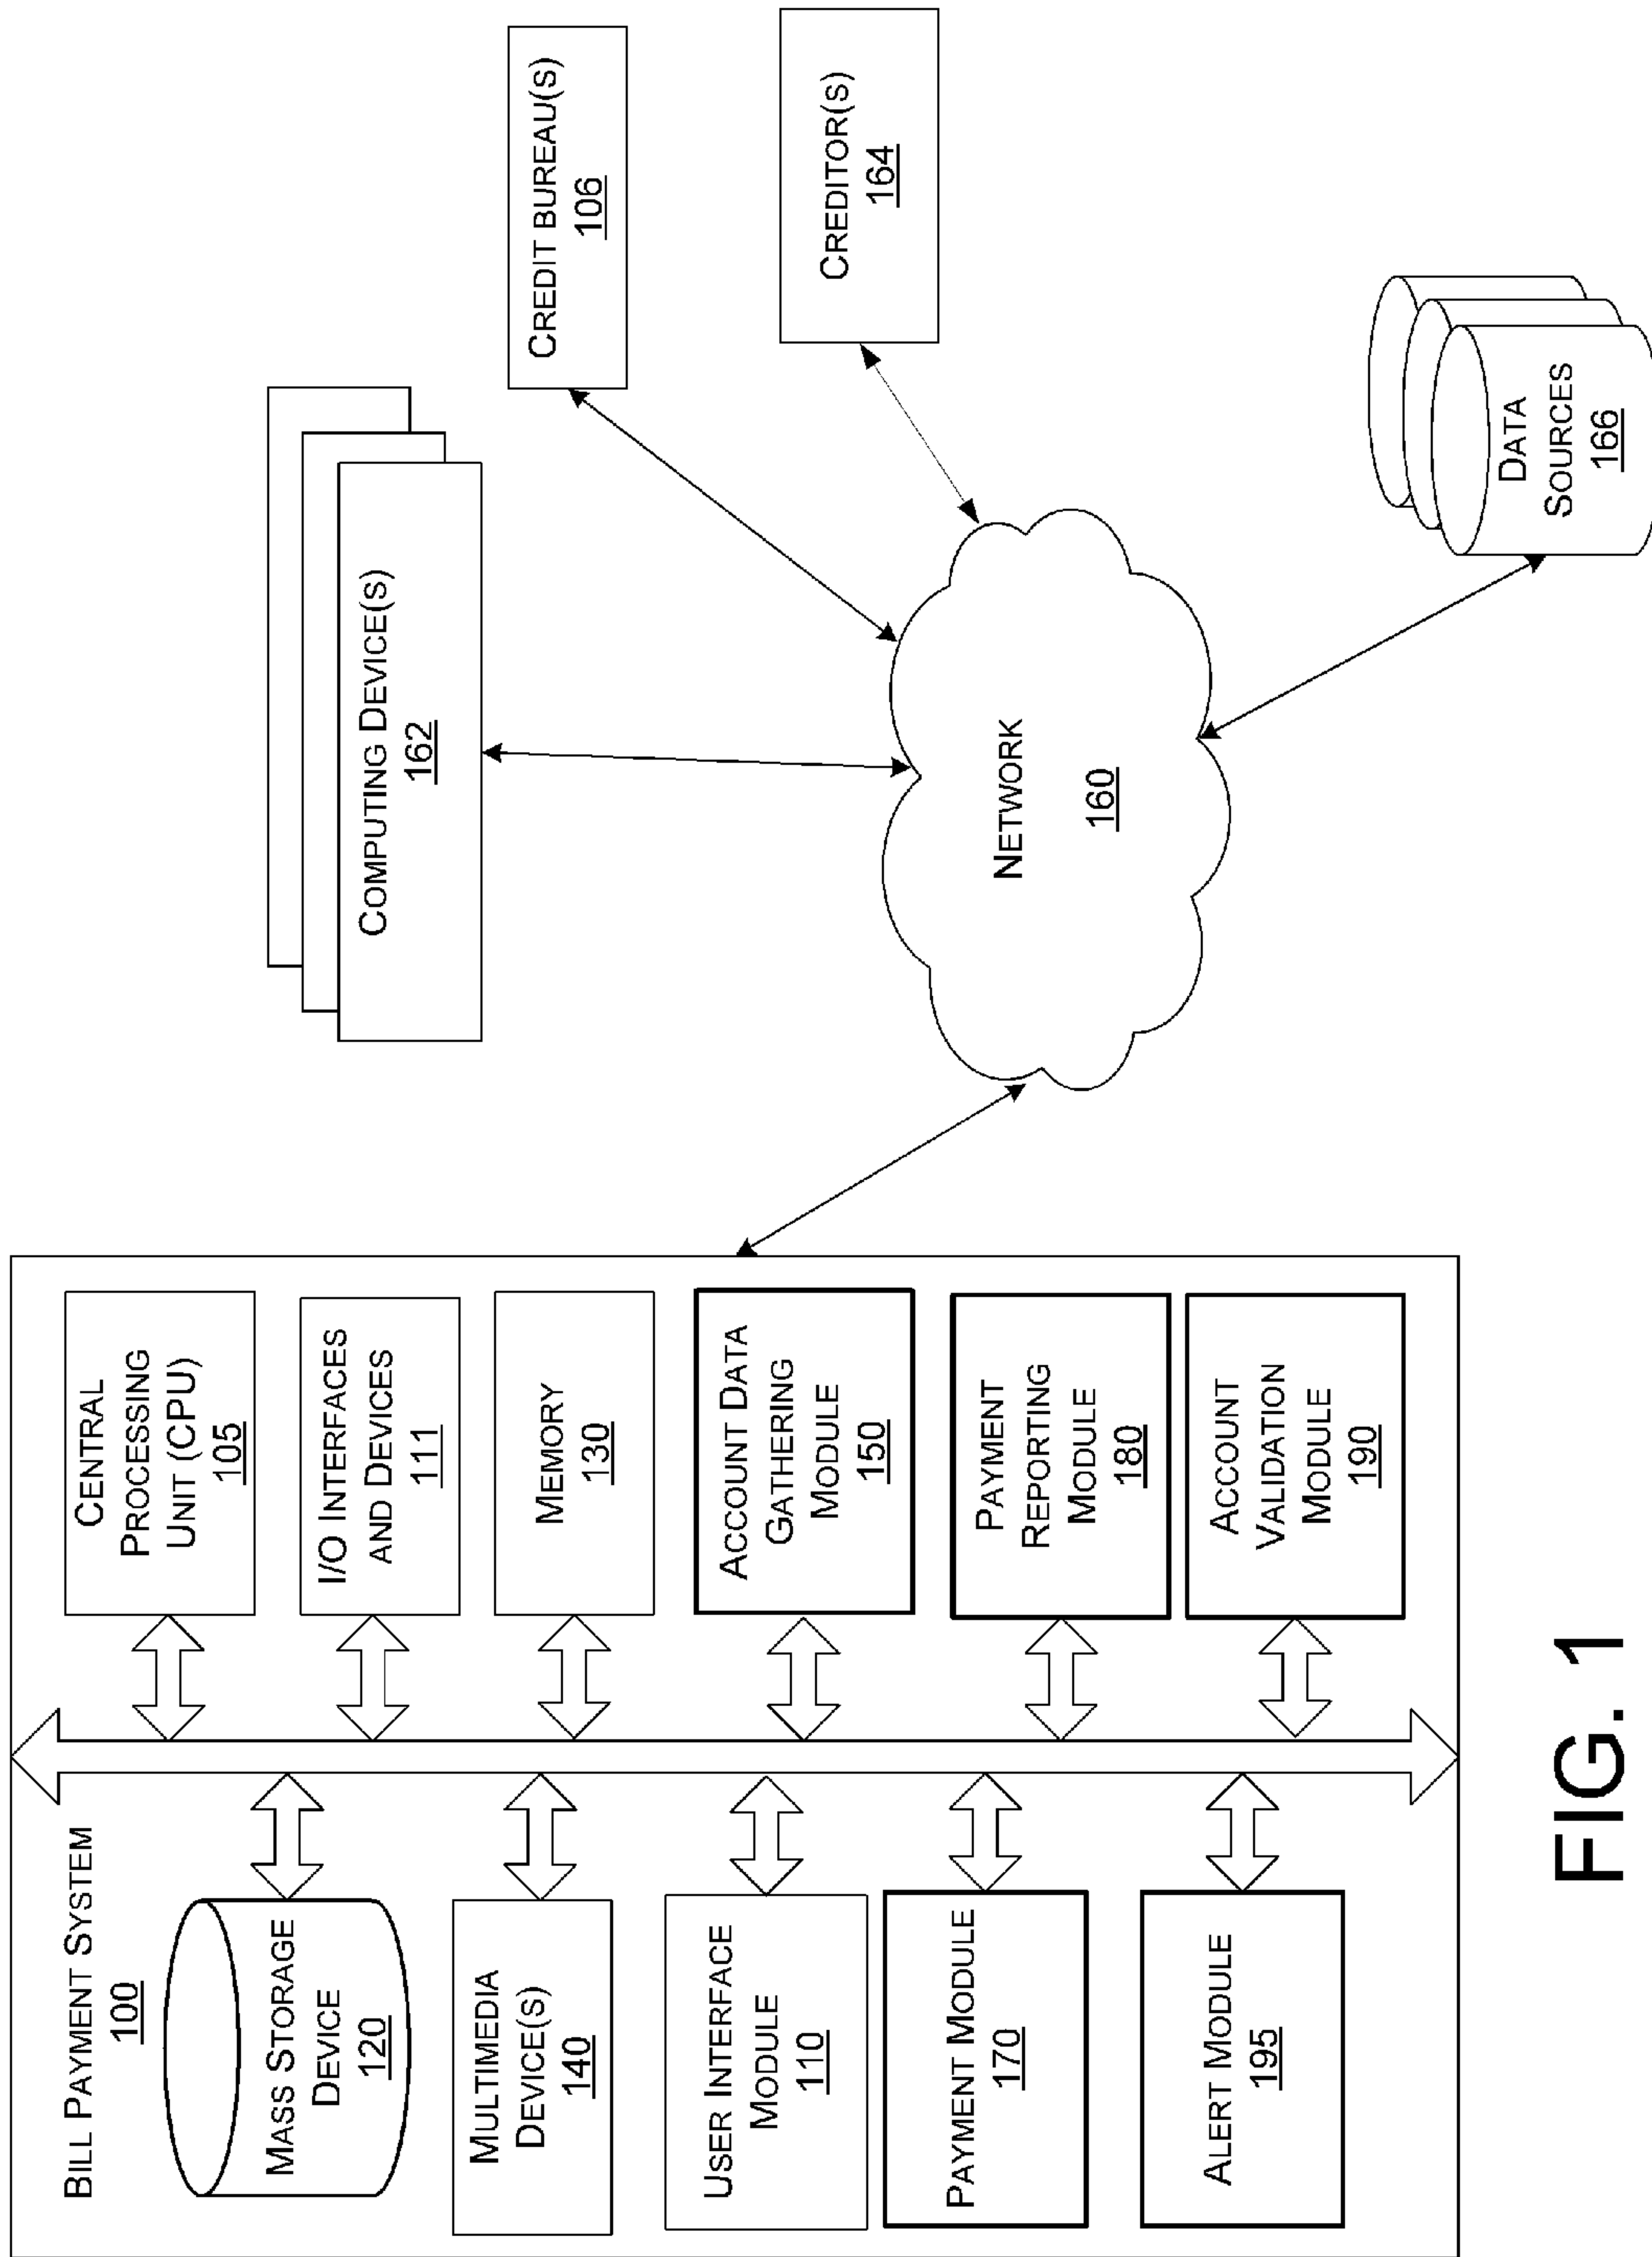 BILL PAYMENT SYSTEM
100
MASS STORAGE
DEVICE
120
MULTIMEDIA
DEVICE(S)
140
USER INTERFACE
MODULE
110
PAYMENT MODULE
170
ALERT MODULE
195
CENTRAL
PROCESSING
UNIT (CPU)
105
I/O INTERFACES
AND DEVICES
111
MEMORY
130
ACCOUNT DATA
GATHERING
MODULE
150
PAYMENT
REPORTING
MODULE
180
ACCOUNT
VALIDATION
MODULE
190
NETWORK
160
COMPUTING DEVICE(S)
162
CREDIT BUREAU(S)
106
CREDITOR(S)
164
DATA
SOURCES
166
FIG. 1